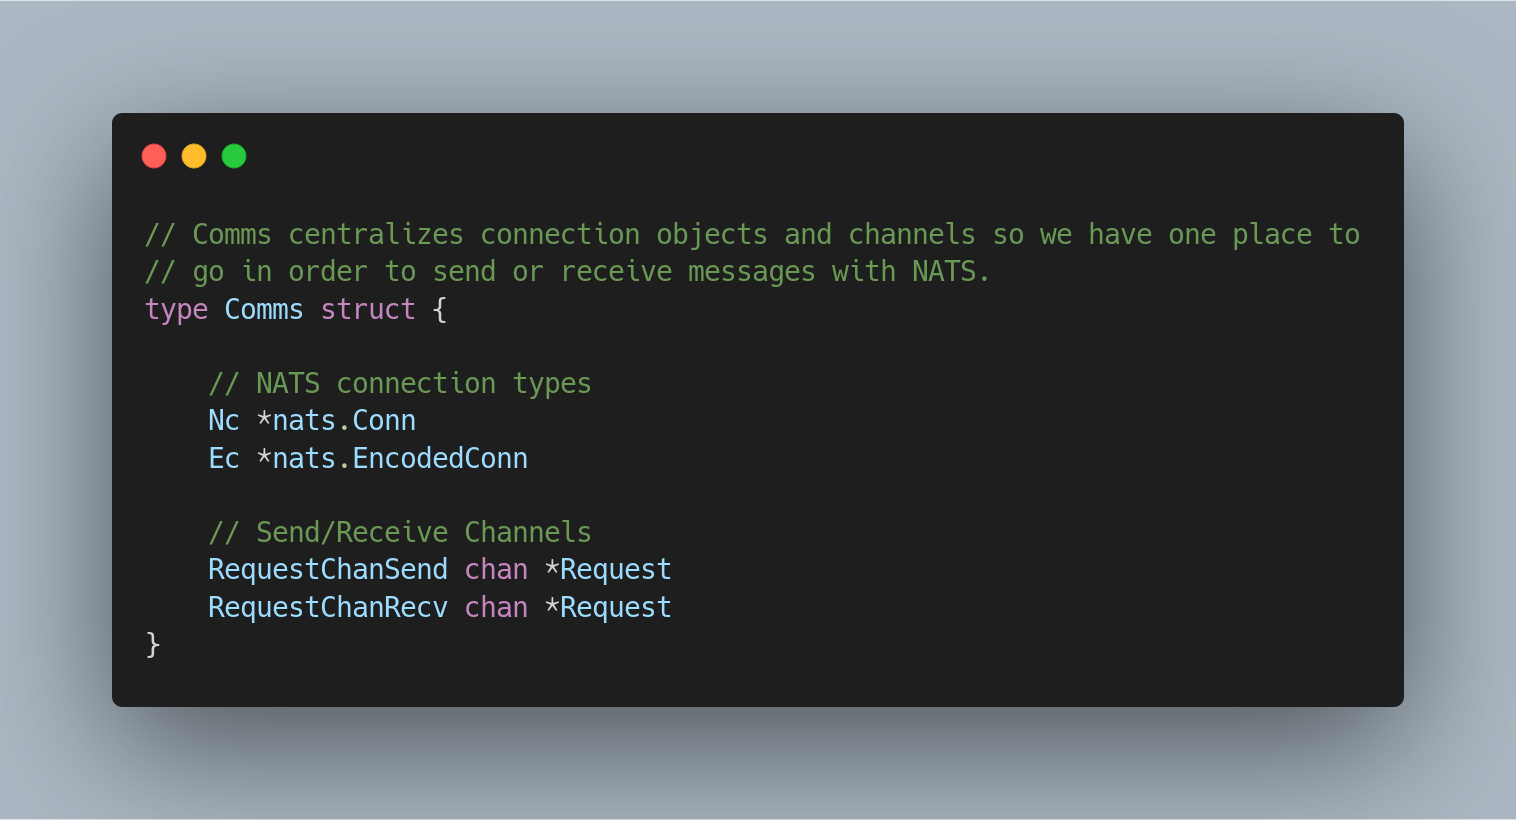 // Comms centralizes connection objects and channels so we have one place to
// go in order to send or receive messages with NATS.
type Comms struct {
    // NATS connection types
    Nc *nats.Conn
    Ec *nats.EncodedConn
    // Send/Receive Channels
    RequestChanSend chan *Request
    RequestChanRecv chan *Request
}